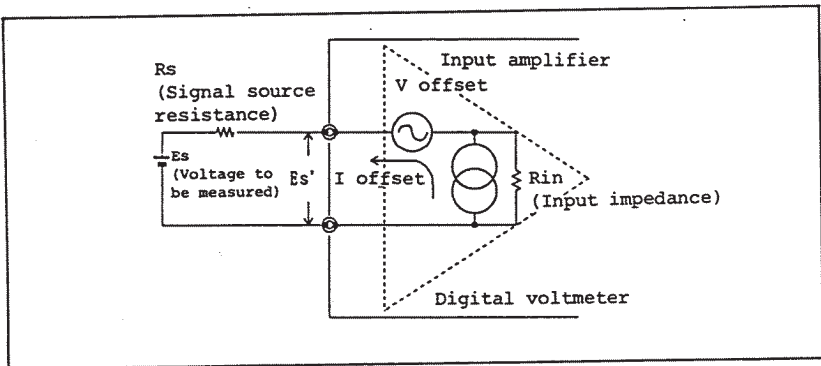 Input amplifier
Rs
(Signal source
resistance)
V offset
Es
(Voltage to
be measured)
Es'
I offset
Rin
(Input impedance)
Digital voltmeter